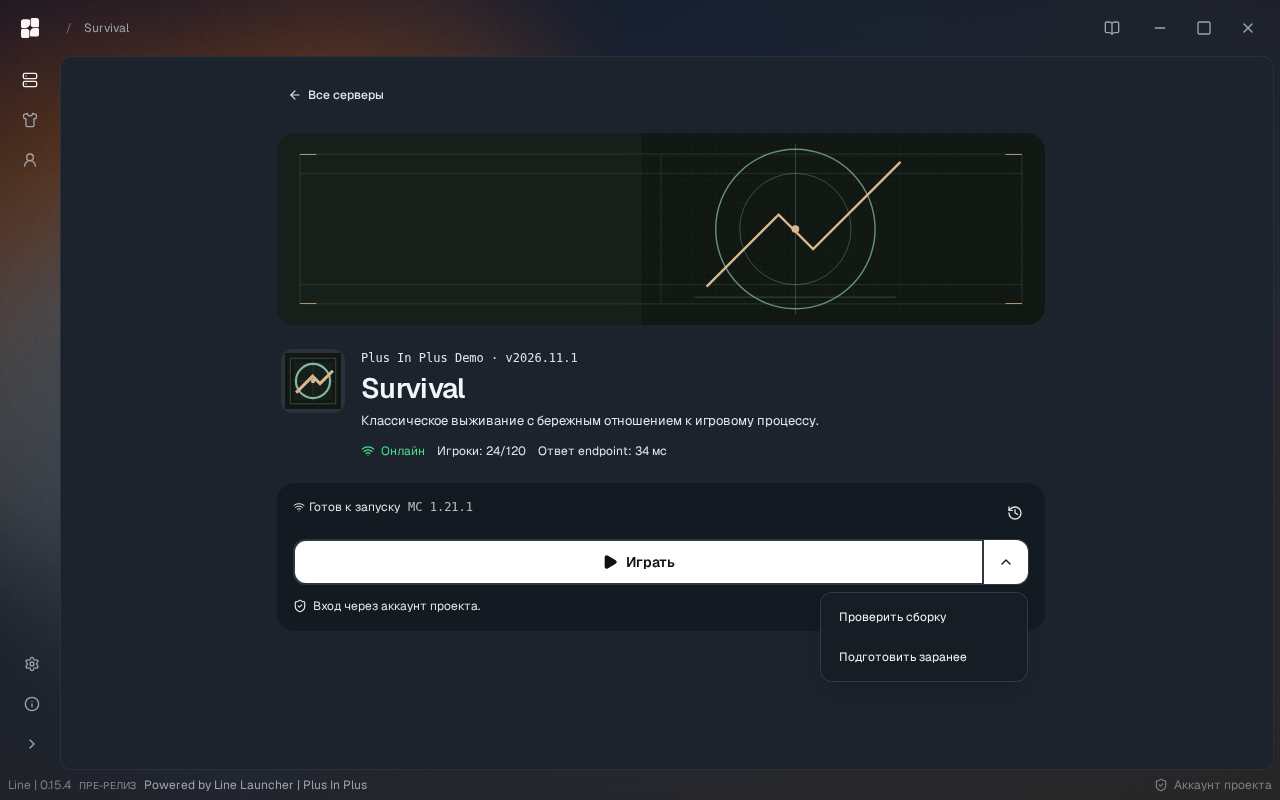 / Survival
Все серверы
Plus In Plus Demo · v2026.11.1
Survival
Классическое выживание с бережным отношением к игровому процессу.
Онлайн Игроки: 24/120 Ответ endpoint: 34 мс
Готов к запуску MC 1.21.1
Играть
Вход через аккаунт проекта.
Проверить сборку
Подготовить заранее
Line | 0.15.4 ПРЕ-РЕЛИЗ Powered by Line Launcher | Plus In Plus Аккаунт проекта